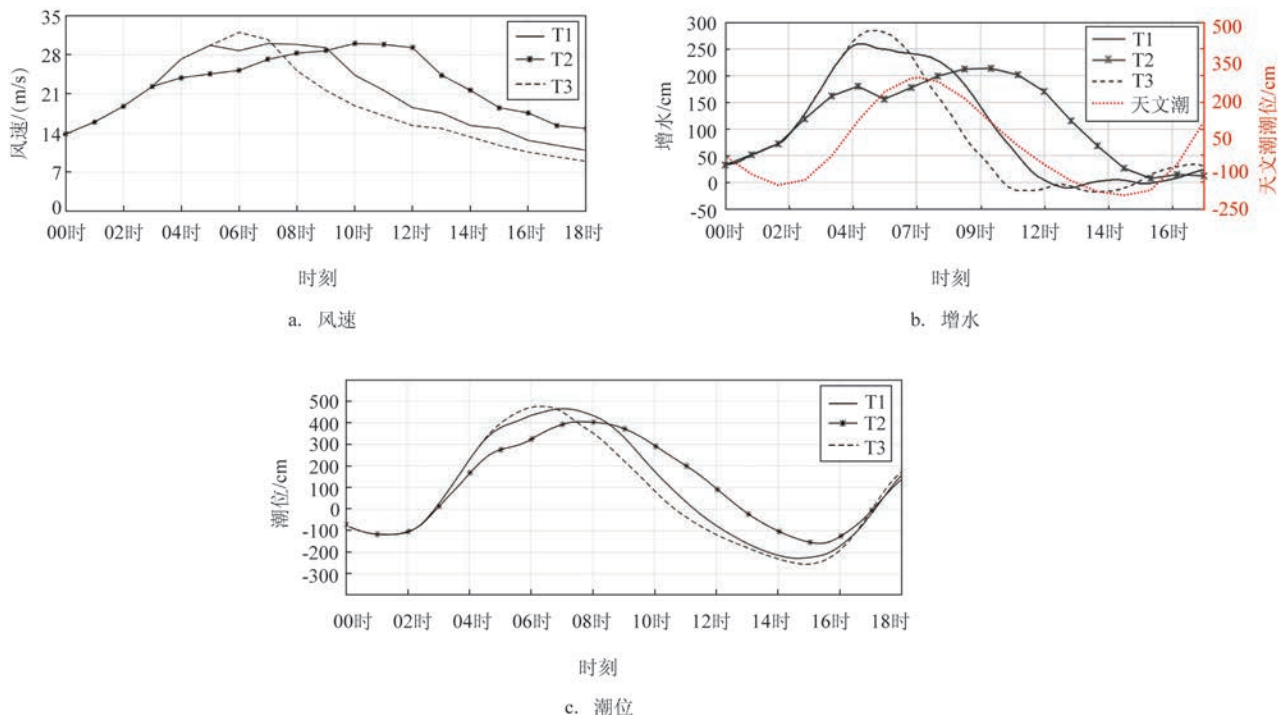 35
28
21
14
7
0
风速/(m/s)
T1
T2
T3
00时 02时 04时 06时 08时 10时 12时 14时 16时 18时
时刻
a. 风速
300
250
200
150
100
50
0
-50
增水/cm
T1
T2
T3
天文潮
500
350
200
50
-100
-250
天文潮潮位/cm
00时 02时 04时 07时 09时 12时 14时 16时
时刻
b. 增水
500
400
300
200
100
0
-100
-200
-300
潮位/cm
T1
T2
T3
00时 02时 04时 06时 08时 10时 12时 14时 16时 18时
时刻
c. 潮位